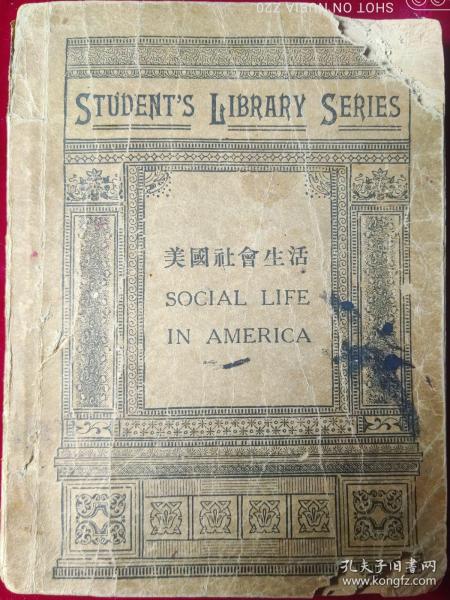 SHOT ON NUBIA Z20
STUDENT'S LIBRARY SERIES
美國社會生活
SOCIAL LIFE
IN AMERICA
孔夫子旧书网
www.kongfz.com